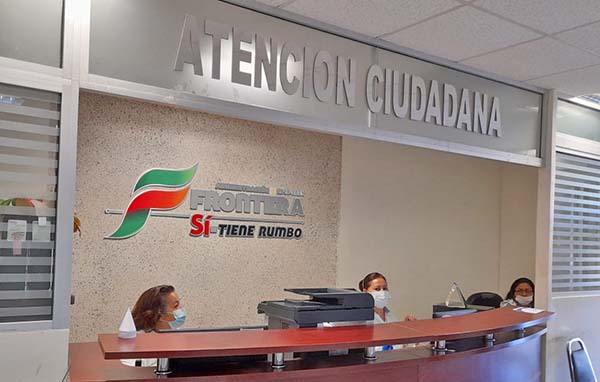 ATENCION CIUDADANA
FRONTERA
Sí-TIENE RUMBO